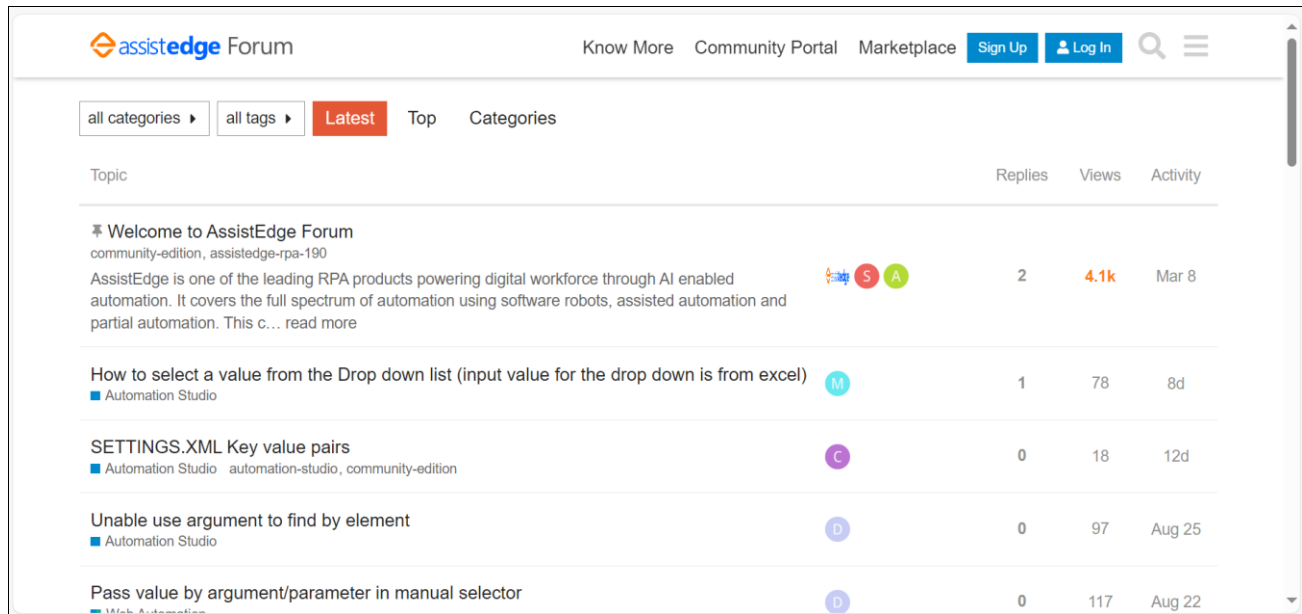 assistedge Forum
Know More Community Portal Marketplace Sign Up Log In
all categories all tags Latest Top Categories
Topic Replies Views Activity
Welcome to AssistEdge Forum
community-edition, assistedge-rpa-190
AssistEdge is one of the leading RPA products powering digital workforce through AI enabled
automation. It covers the full spectrum of automation using software robots, assisted automation and
partial automation. This c… read more
S A 2 4.1k Mar 8
How to select a value from the Drop down list (input value for the drop down is from excel)
Automation Studio
M 1 78 8d
SETTINGS.XML Key value pairs
Automation Studio automation-studio, community-edition
C 0 18 12d
Unable use argument to find by element
Automation Studio
D 0 97 Aug 25
Pass value by argument/parameter in manual selector
Web Automation
D 0 117 Aug 22